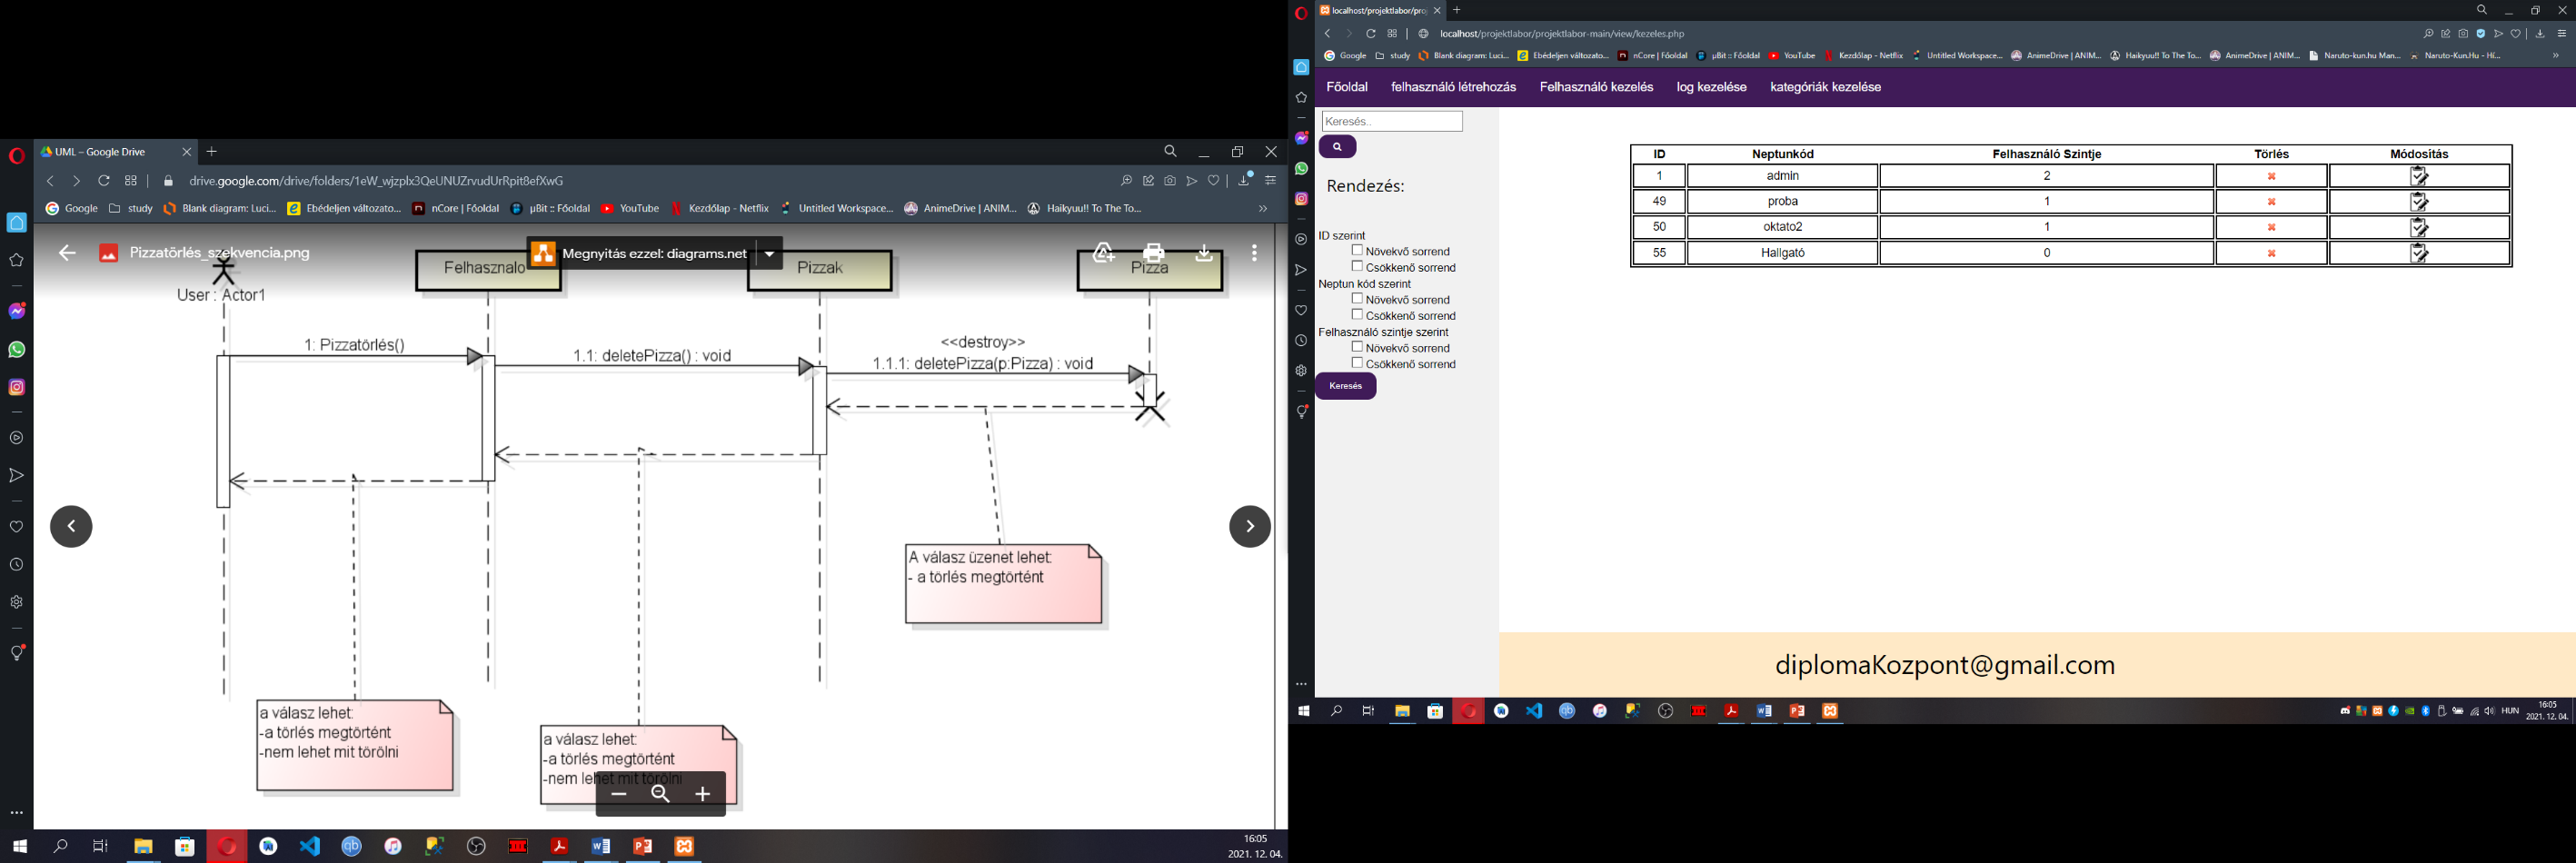 UML – Google Drive
drive.google.com/drive/folders/1eW_wjzplx3QeUNUZrvudUrRpit8efXwG
Google study Blank diagram: Luci... Ebédeljen változato... nCore | Főoldal µBit :: Főoldal YouTube Kezdőlap - Netflix Untitled Workspace... AnimeDrive | ANIM... Haikyuu!! To The To... »
Pizzatörlés_szekvencia.png
Megnyitás ezzel: diagrams.net
User : Actor1
Felhasznalo
Pizzak
Pizza
1: Pizzatörlés()
1.1: deletePizza() : void
<<destroy>>
1.1.1: deletePizza(p:Pizza) : void
A válasz üzenet lehet:
- a törlés megtörtént
a válasz lehet:
-a törlés megtörtént
-nem lehet mit törölni
a válasz lehet:
-a törlés megtörtént
-nem lehet mit törölni
16:05
2021. 12. 04.
localhost/projektlabor/proj
localhost/projektlabor/projektlabor-main/view/kezeles.php
Google study Blank diagram: Luci... Ebédeljen változato... nCore | Főoldal µBit :: Főoldal YouTube Kezdőlap - Netflix Untitled Workspace... AnimeDrive | ANIM... Haikyuu!! To The To... AnimeDrive | ANIM... Naruto-kun.hu Man... Naruto-Kun.Hu - Hí... »
Főoldal felhasználó létrehozás Felhasználó kezelés log kezelése kategóriák kezelése
Keresés..
Rendezés:
ID szerint
Növekvő sorrend
Csökkenő sorrend
Neptun kód szerint
Növekvő sorrend
Csökkenő sorrend
Felhasználó szintje szerint
Növekvő sorrend
Csökkenő sorrend
Keresés
ID Neptunkód Felhasználó Szintje Törlés Módosítás
1 admin 2
49 proba 1
50 oktato2 1
55 Hallgató 0
diplomaKozpont@gmail.com
HUN
16:05
2021. 12. 04.